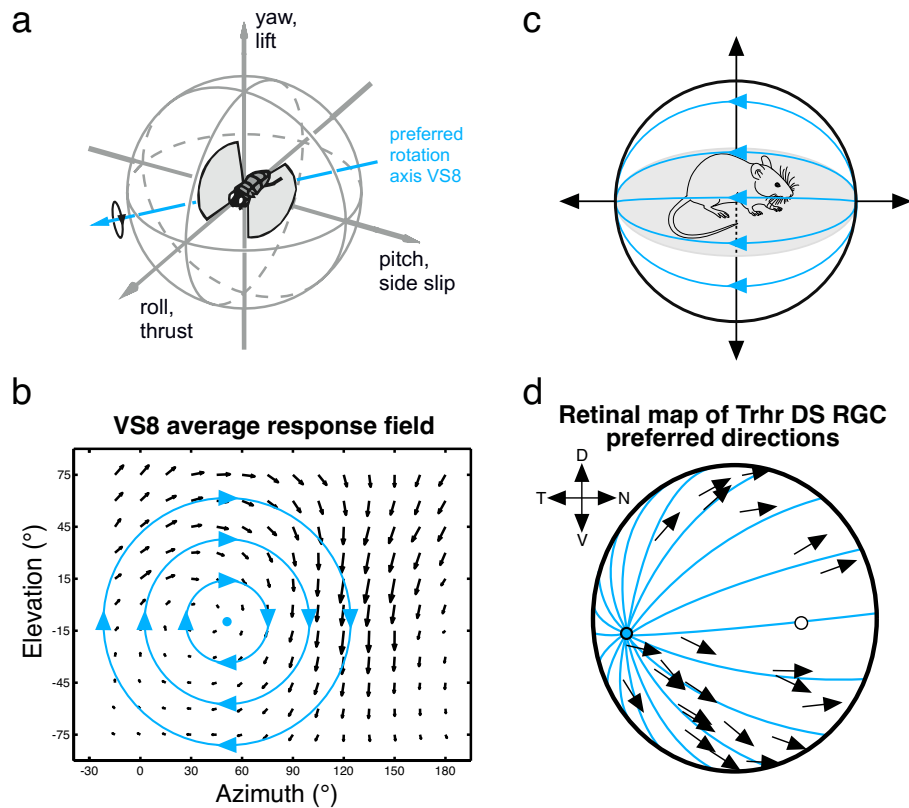 a
yaw,
lift
preferred
rotation
axis VS8
pitch,
side slip
roll,
thrust
c
b
VS8 average response field
Elevation (°)
75
45
15
-15
-45
-75
-30
0
30
60
90
120
150
180
Azimuth (°)
d
Retinal map of Trhr DS RGC
preferred directions
D
T
N
V